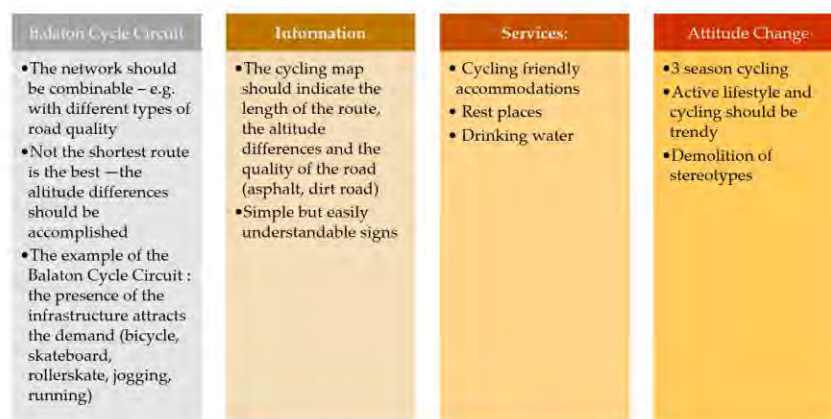 Balaton Cycle Circuit
•The network should
be combinable – e.g.
with different types of
road quality
•Not the shortest route
is the best —the
altitude differences
should be
accomplished
•The example of the
Balaton Cycle Circuit :
the presence of the
infrastructure attracts
the demand (bicycle,
skateboard,
rollerskate, jogging,
running)
Information
•The cycling map
should indicate the
length of the route,
the altitude
differences and the
quality of the road
(asphalt, dirt road)
•Simple but easily
understandable signs
Services:
• Cycling friendly
accommodations
• Rest places
• Drinking water
Attitude Change
•3 season cycling
•Active lifestyle and
cycling should be
trendy
•Demolition of
stereotypes